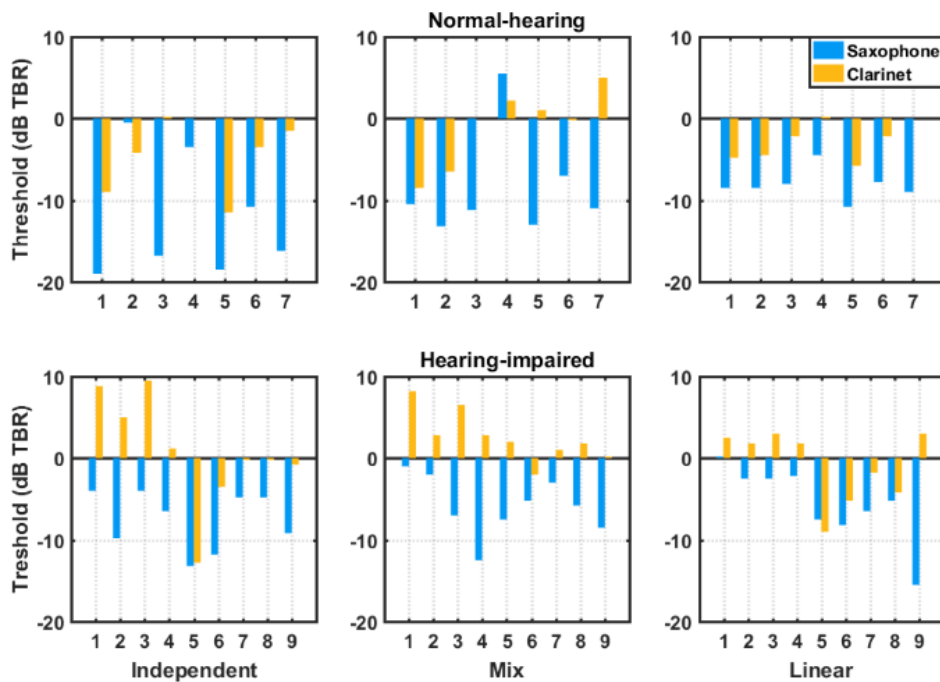 Normal-hearing
Threshold (dB TBR)
10
0
-10
-20
1 2 3 4 5 6 7
10
0
-10
-20
1 2 3 4 5 6 7
10
0
-10
-20
1 2 3 4 5 6 7
Saxophone
Clarinet
Hearing-impaired
Treshold (dB TBR)
10
0
-10
-20
1 2 3 4 5 6 7 8 9
Independent
10
0
-10
-20
1 2 3 4 5 6 7 8 9
Mix
10
0
-10
-20
1 2 3 4 5 6 7 8 9
Linear